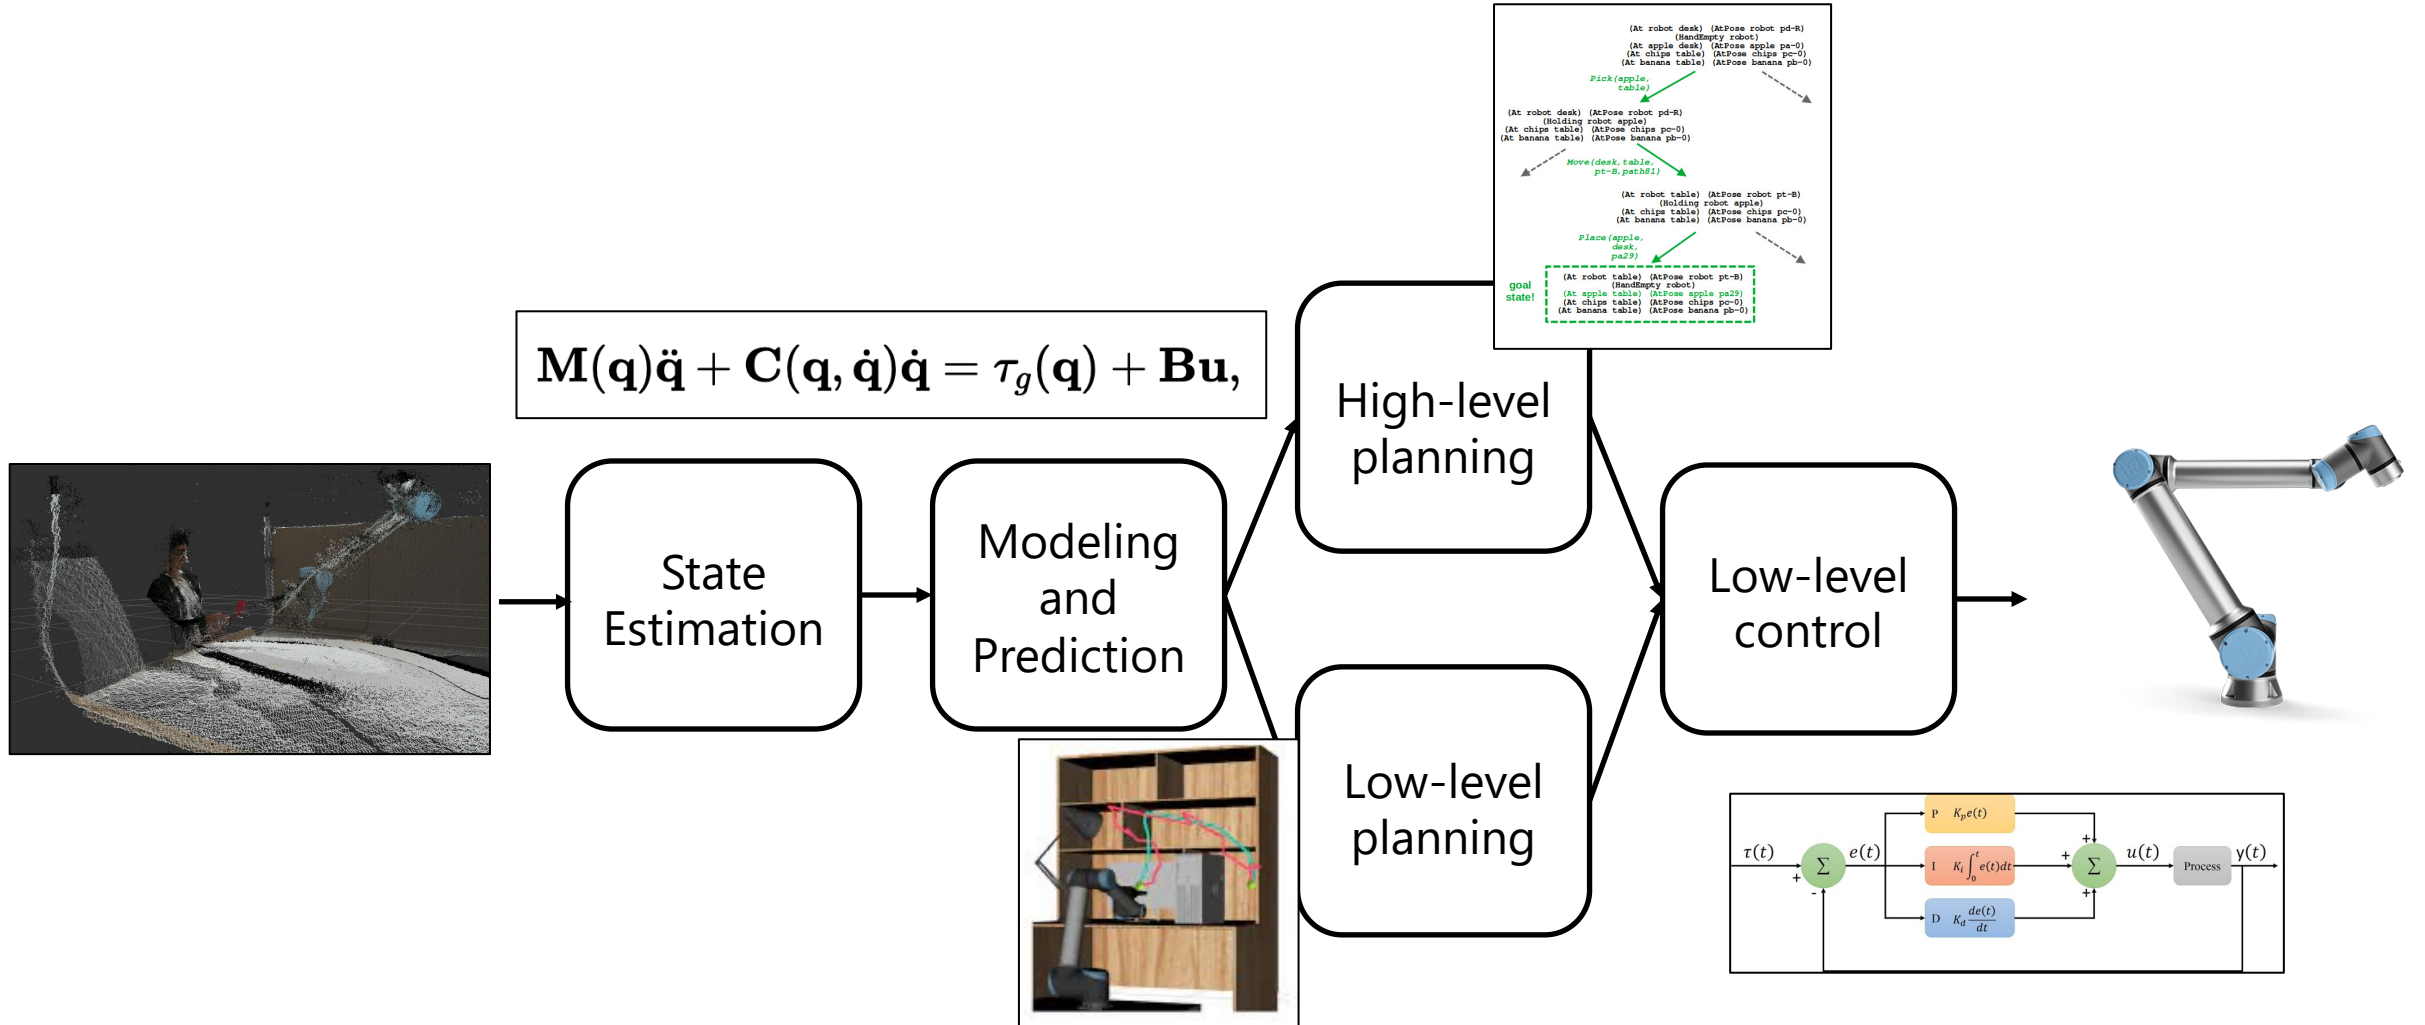 (At robot desk) (AtPose robot pd-R)
(HandEmpty robot)
(At apple desk) (AtPose apple pa-0)
(At chips table) (AtPose chips pc-0)
(At banana table) (AtPose banana pb-0)
Pick(apple,
table)
(At robot desk) (AtPose robot pd-R)
(Holding robot apple)
(At chips table) (AtPose chips pc-0)
(At banana table) (AtPose banana pb-0)
Move(desk,table,
pt-B,path81)
(At robot table) (AtPose robot pt-B)
(Holding robot apple)
(At chips table) (AtPose chips pc-0)
(At banana table) (AtPose banana pb-0)
Place(apple,
desk,
pa29)
goal
state!
(At robot table) (AtPose robot pt-B)
(HandEmpty robot)
(At apple table) (AtPose apple pa29)
(At chips table) (AtPose chips pc-0)
(At banana table) (AtPose banana pb-0)
M(q)q̈ + C(q, q̇)q̇ = τg(q) + Bu,
State
Estimation
Modeling
and
Prediction
High-level
planning
Low-level
planning
Low-level
control
τ(t)
+
-
Σ
e(t)
P Kp e(t)
I Ki ∫₀ᵗ e(t)dt
D Kd de(t)/dt
+
+
+
Σ
u(t)
Process
y(t)